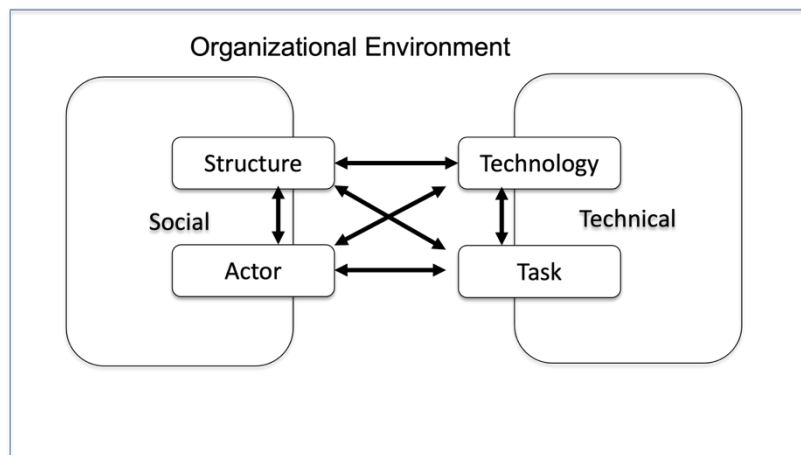 Organizational Environment
Structure
Technology
Social
Technical
Actor
Task